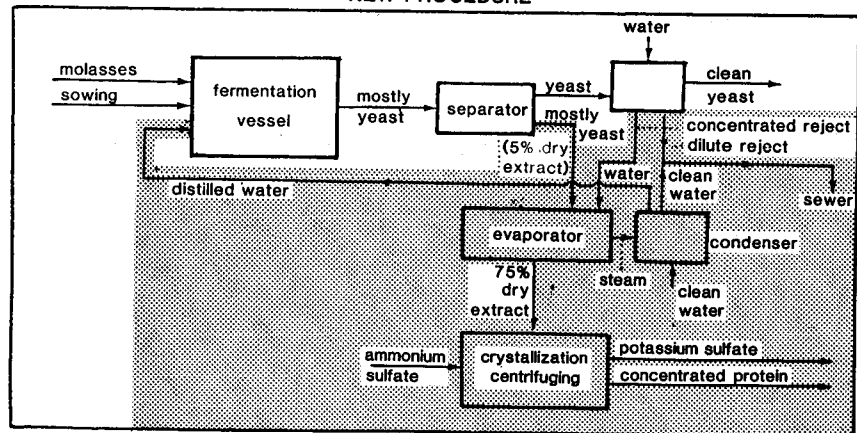 NEW PROCEDURE
water
molasses
sowing
fermentation
vessel
mostly
yeast
separator
yeast
mostly
yeast
(5% dry
extract)
clean
yeast
concentrated reject
dilute reject
distilled water
water
clean
water
sewer
evaporator
condenser
steam
75%
dry
extract
clean
water
ammonium
sulfate
crystallization
centrifuging
potassium sulfate
concentrated protein